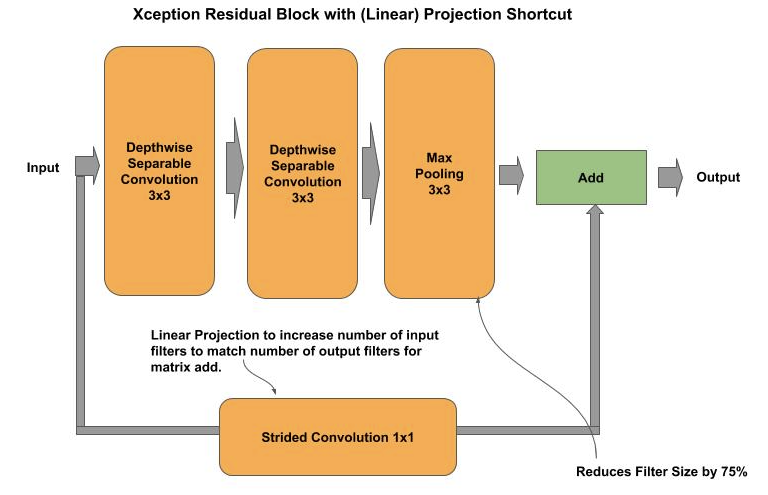 Xception Residual Block with (Linear) Projection Shortcut
Input
Depthwise
Separable
Convolution
3x3
Depthwise
Separable
Convolution
3x3
Max
Pooling
3x3
Add
Output
Linear Projection to increase number of input
filters to match number of output filters for
matrix add.
Strided Convolution 1x1
Reduces Filter Size by 75%